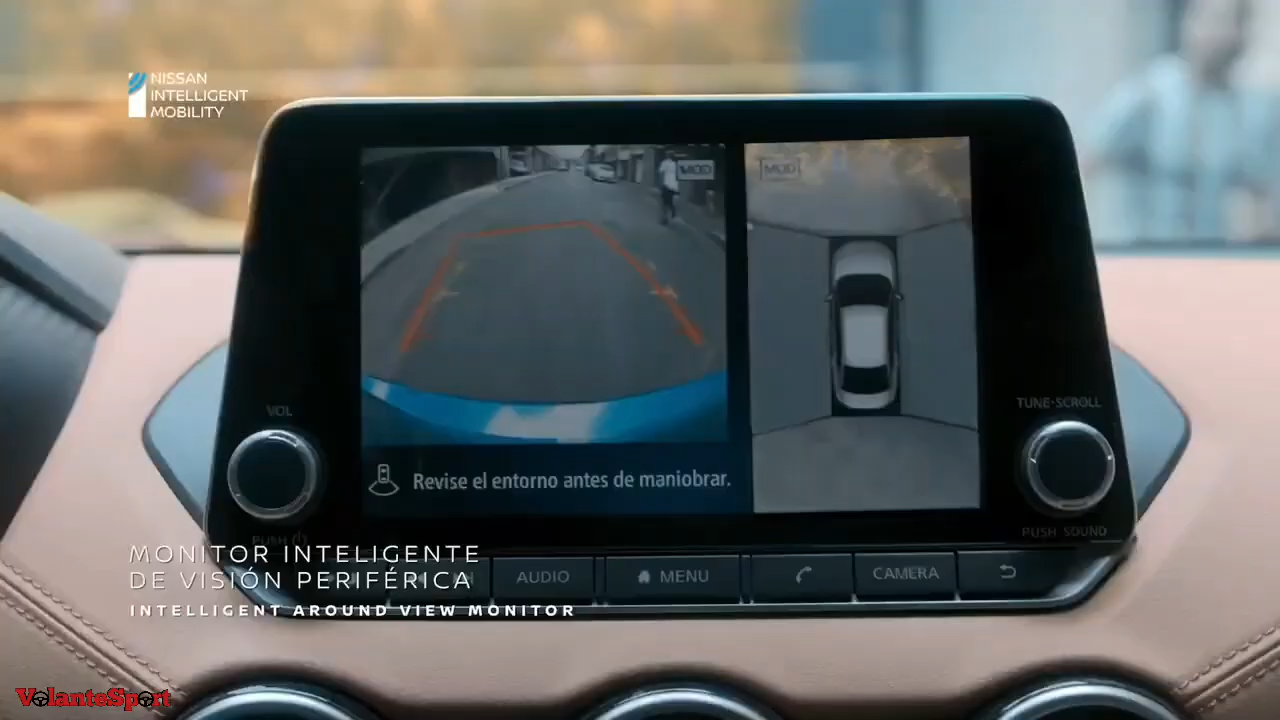 NISSAN
INTELLIGENT
MOBILITY
MOD
MOD
VOL
TUNE·SCROLL
Revise el entorno antes de maniobrar.
PUSH
PUSH SOUND
MONITOR INTELIGENTE
DE VISIÓN PERIFÉRICA
AUDIO
MENU
CAMERA
INTELLIGENT AROUND VIEW MONITOR
VolanteSport